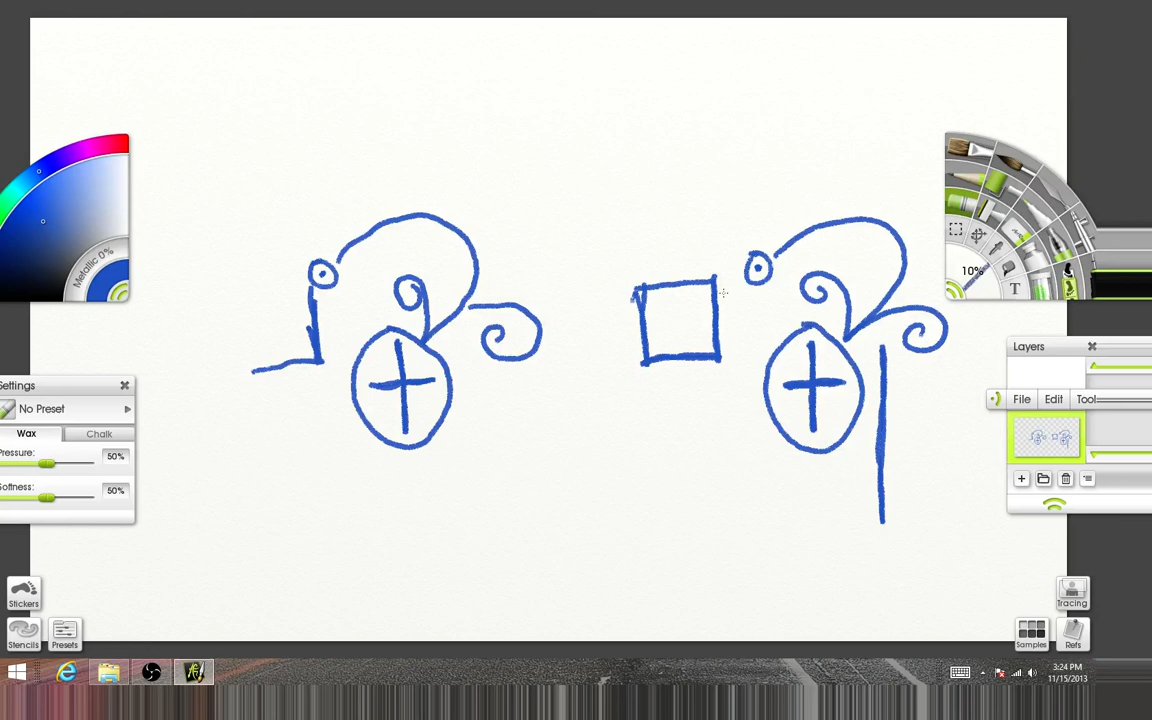 Metallic 0%
10%
T
Layers
Settings
No Preset
File Edit Tool
Wax Chalk
Pressure: 50%
Softness: 50%
Stickers
Stencils Presets
Tracing
Samples Refs
3:24 PM
11/15/2013